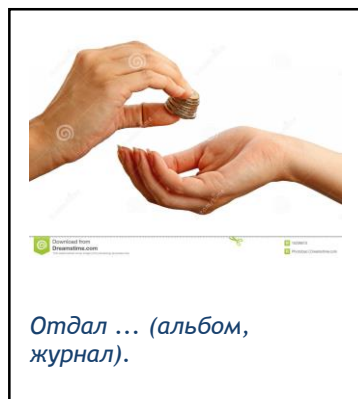 Download from
Dreamstime.com
Отдал ... (альбом,
журнал).